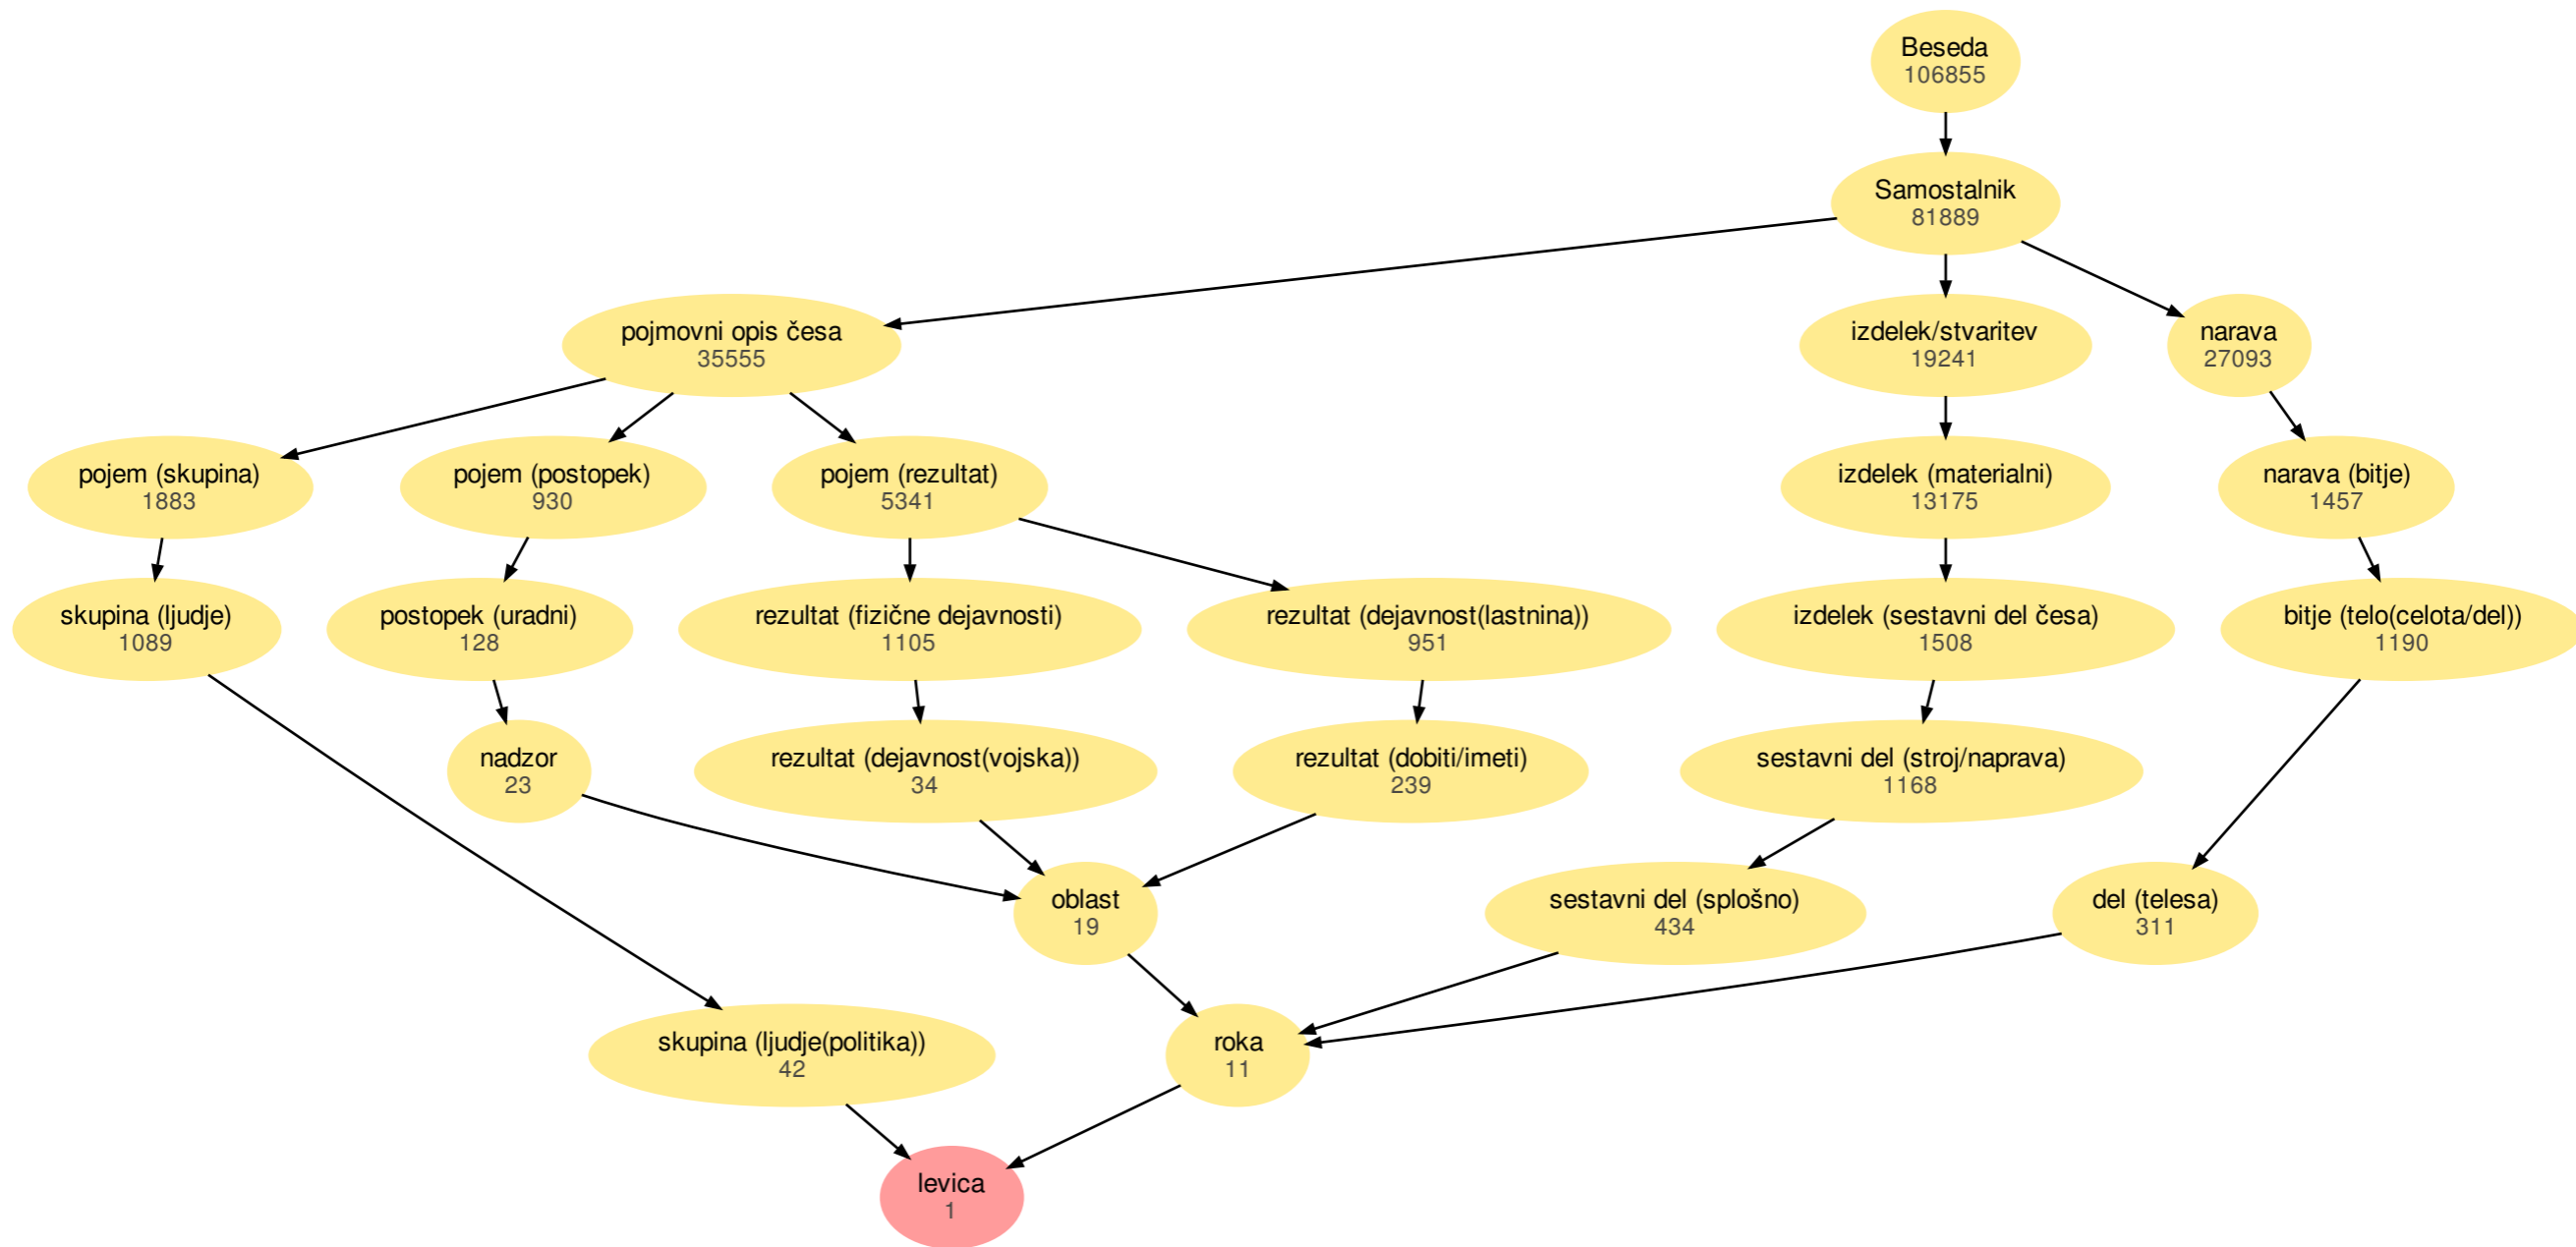 Beseda
106855
Samostalnik
81889
pojmovni opis česa
35555
izdelek/stvaritev
19241
narava
27093
pojem (skupina)
1883
pojem (postopek)
930
pojem (rezultat)
5341
izdelek (materialni)
13175
narava (bitje)
1457
skupina (ljudje)
1089
postopek (uradni)
128
rezultat (fizične dejavnosti)
1105
rezultat (dejavnost(lastnina))
951
izdelek (sestavni del česa)
1508
bitje (telo(celota/del))
1190
nadzor
23
rezultat (dejavnost(vojska))
34
rezultat (dobiti/imeti)
239
sestavni del (stroj/naprava)
1168
oblast
19
sestavni del (splošno)
434
del (telesa)
311
skupina (ljudje(politika))
42
roka
11
levica
1